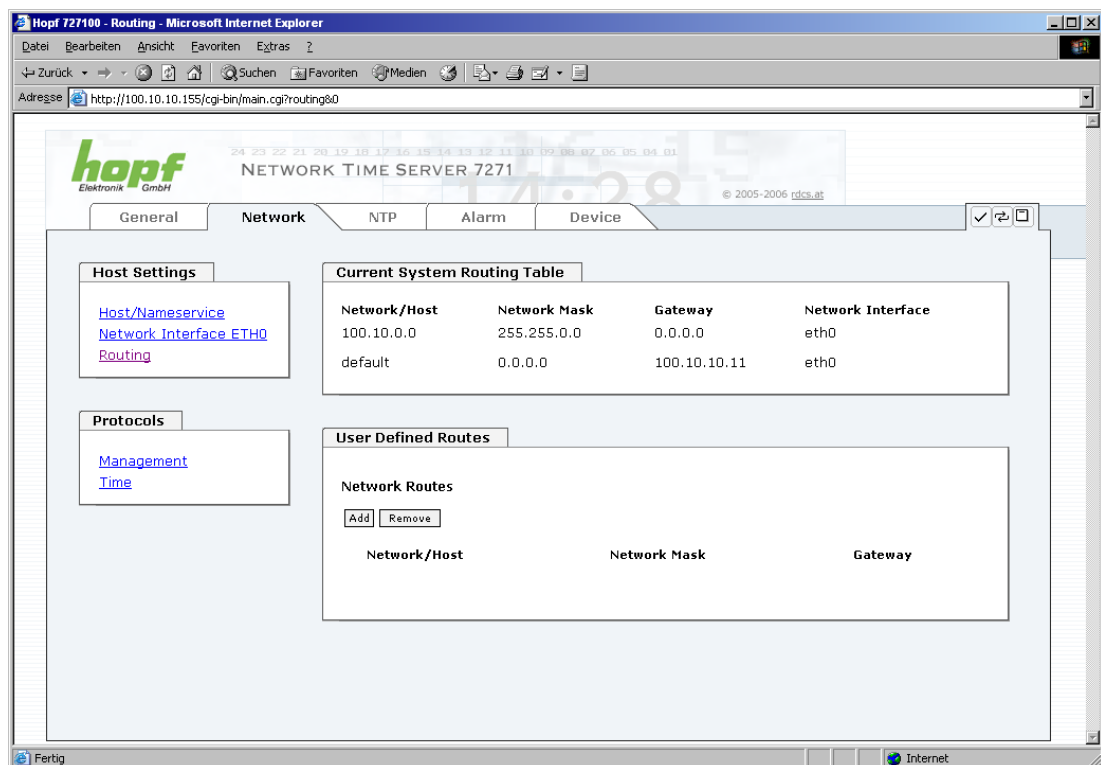 Hopf 727100 - Routing - Microsoft Internet Explorer
Datei Bearbeiten Ansicht Favoriten Extras ?
Zurück Suchen Favoriten Medien
Adresse http://100.10.10.155/cgi-bin/main.cgi?routing&0
24 23 22 21 20 19 18 17 16 15 14 13 12 11 10 09 08 07 06 05 04 01
hopf
Elektronik GmbH
NETWORK TIME SERVER 7271
14:28
© 2005-2006 rdcs.at
General Network NTP Alarm Device
Host Settings
Host/Nameservice
Network Interface ETH0
Routing
Protocols
Management
Time
Current System Routing Table
Network/Host Network Mask Gateway Network Interface
100.10.0.0 255.255.0.0 0.0.0.0 eth0
default 0.0.0.0 100.10.10.11 eth0
User Defined Routes
Network Routes
Add Remove
Network/Host Network Mask Gateway
Fertig Internet